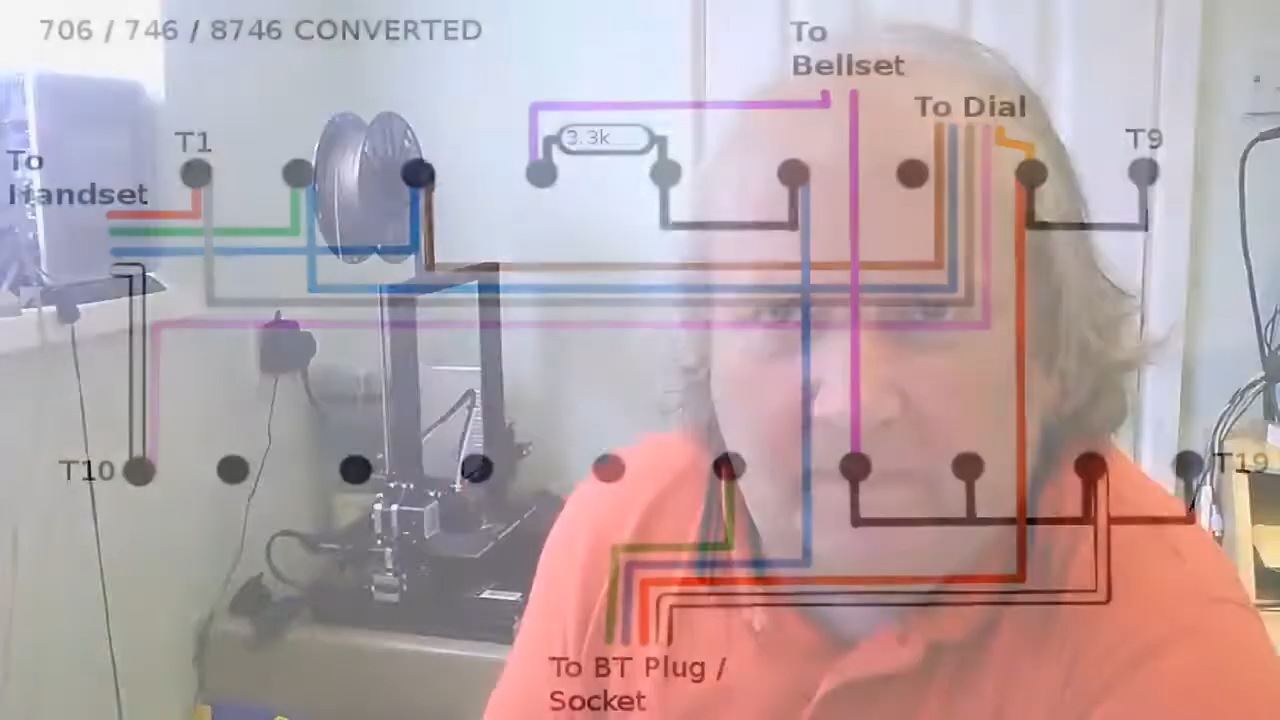 706 / 746 / 8746 CONVERTED
To
Bellset
To Dial
T1
3.3k
T9
To
Handset
T10
T19
To BT Plug /
Socket